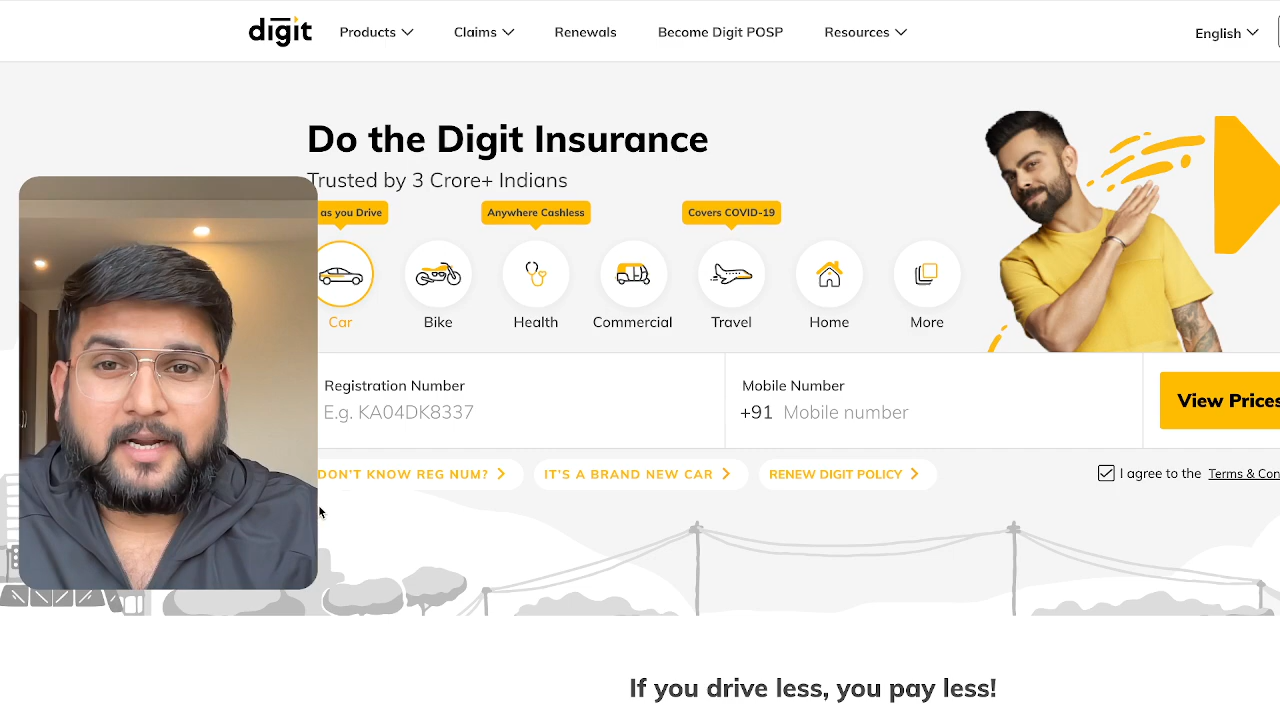 digit Products Claims Renewals Become Digit POSP Resources English
Do the Digit Insurance
Trusted by 3 Crore+ Indians
as you Drive Anywhere Cashless Covers COVID-19
Car Bike Health Commercial Travel Home More
Registration Number Mobile Number
E.g. KA04DK8337 +91 Mobile number View Prices
DON'T KNOW REG NUM? IT'S A BRAND NEW CAR RENEW DIGIT POLICY I agree to the Terms & Con
If you drive less, you pay less!